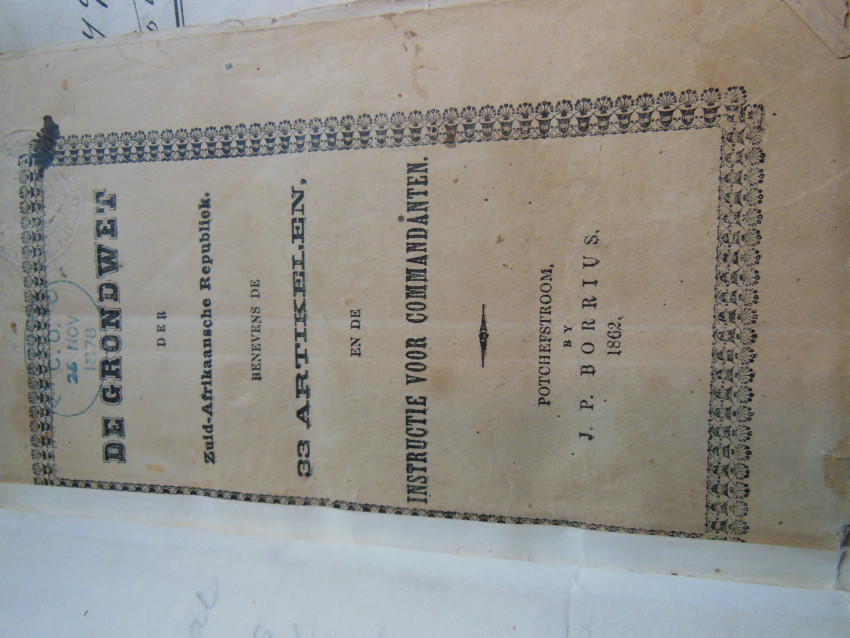 DE GRONDWET
DER
Zuid-Afrikaansche Republiek.
BENEVENS DE
33 ARTIKELEN,
EN DE
INSTRUCTIE VOOR COMMANDANTEN.
POTCHEFSTROOM,
BY
J. P. BORRIUS.
1862.
26 NOV
1878